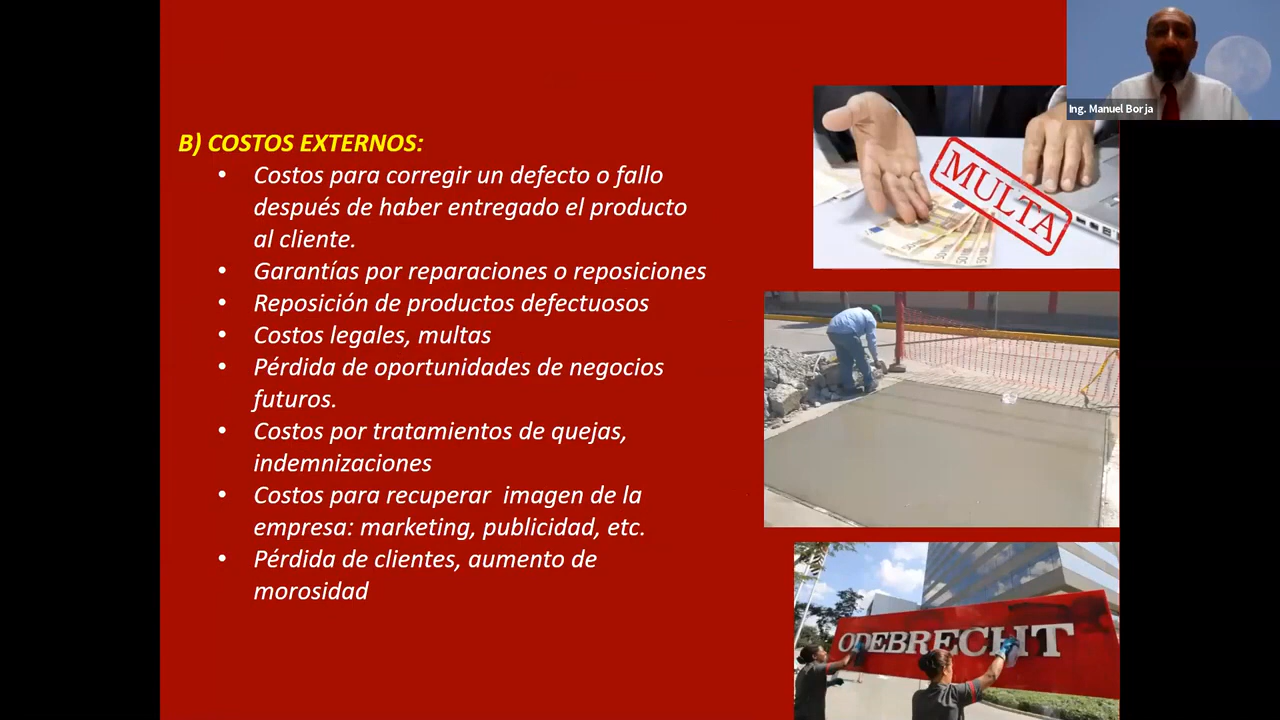 B) COSTOS EXTERNOS:
• Costos para corregir un defecto o fallo
después de haber entregado el producto
al cliente.
• Garantías por reparaciones o reposiciones
• Reposición de productos defectuosos
• Costos legales, multas
• Pérdida de oportunidades de negocios
futuros.
• Costos por tratamientos de quejas,
indemnizaciones
• Costos para recuperar  imagen de la
empresa: marketing, publicidad, etc.
• Pérdida de clientes, aumento de
morosidad
Ing. Manuel Borja
MULTA
ODEBRECHT